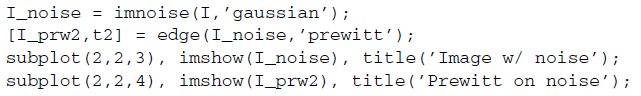 I_noise = imnoise(I,’gaussian’);
[I_prw2,t2] = edge(I_noise,’prewitt’);
subplot(2,2,3), imshow(I_noise), title(’Image w/ noise’);
subplot(2,2,4), imshow(I_prw2), title(’Prewitt on noise’);